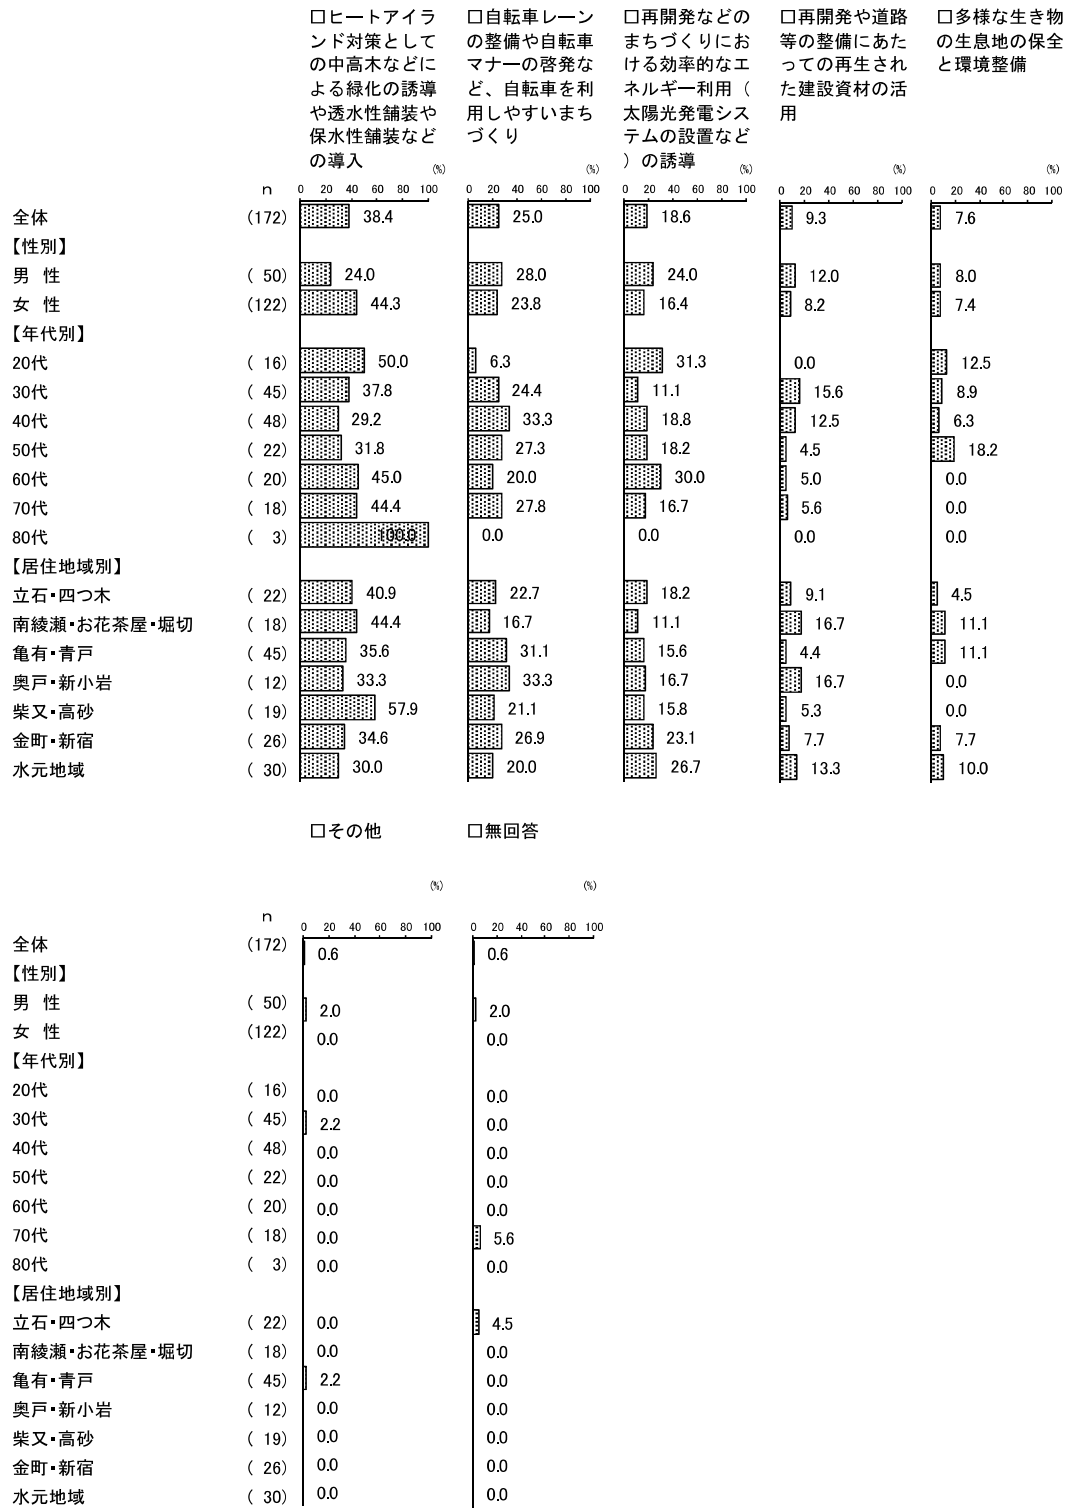 □ヒートアイラ
ンド対策として
の中高木などに
よる緑化の誘導
や透水性舗装や
保水性舗装など
の導入
□自転車レーン
の整備や自転車
マナーの啓発な
ど、自転車を利
用しやすいまち
づくり
□再開発などの
まちづくりにお
ける効率的なエ
ネルギー利用（
太陽光発電シス
テムの設置など
）の誘導
□再開発や道路
等の整備にあた
っての再生され
た建設資材の活
用
□多様な生き物
の生息地の保全
と環境整備
(%) (%) (%) (%) (%)
n 0 20 40 60 80 100 0 20 40 60 80 100 0 20 40 60 80 100 0 20 40 60 80 100 0 20 40 60 80 100
全体 (172) 38.4 25.0 18.6 9.3 7.6
【性別】
男 性 ( 50) 24.0 28.0 24.0 12.0 8.0
女 性 (122) 44.3 23.8 16.4 8.2 7.4
【年代別】
20代 ( 16) 50.0 6.3 31.3 0.0 12.5
30代 ( 45) 37.8 24.4 11.1 15.6 8.9
40代 ( 48) 29.2 33.3 18.8 12.5 6.3
50代 ( 22) 31.8 27.3 18.2 4.5 18.2
60代 ( 20) 45.0 20.0 30.0 5.0 0.0
70代 ( 18) 44.4 27.8 16.7 5.6 0.0
80代 ( 3) 100.0 0.0 0.0 0.0 0.0
【居住地域別】
立石・四つ木 ( 22) 40.9 22.7 18.2 9.1 4.5
南綾瀬・お花茶屋・堀切 ( 18) 44.4 16.7 11.1 16.7 11.1
亀有・青戸 ( 45) 35.6 31.1 15.6 4.4 11.1
奥戸・新小岩 ( 12) 33.3 33.3 16.7 16.7 0.0
柴又・高砂 ( 19) 57.9 21.1 15.8 5.3 0.0
金町・新宿 ( 26) 34.6 26.9 23.1 7.7 7.7
水元地域 ( 30) 30.0 20.0 26.7 13.3 10.0
□その他 □無回答
(%) (%)
n 0 20 40 60 80 100 0 20 40 60 80 100
全体 (172) 0.6 0.6
【性別】
男 性 ( 50) 2.0 2.0
女 性 (122) 0.0 0.0
【年代別】
20代 ( 16) 0.0 0.0
30代 ( 45) 2.2 0.0
40代 ( 48) 0.0 0.0
50代 ( 22) 0.0 0.0
60代 ( 20) 0.0 0.0
70代 ( 18) 0.0 5.6
80代 ( 3) 0.0 0.0
【居住地域別】
立石・四つ木 ( 22) 0.0 4.5
南綾瀬・お花茶屋・堀切 ( 18) 0.0 0.0
亀有・青戸 ( 45) 2.2 0.0
奥戸・新小岩 ( 12) 0.0 0.0
柴又・高砂 ( 19) 0.0 0.0
金町・新宿 ( 26) 0.0 0.0
水元地域 ( 30) 0.0 0.0